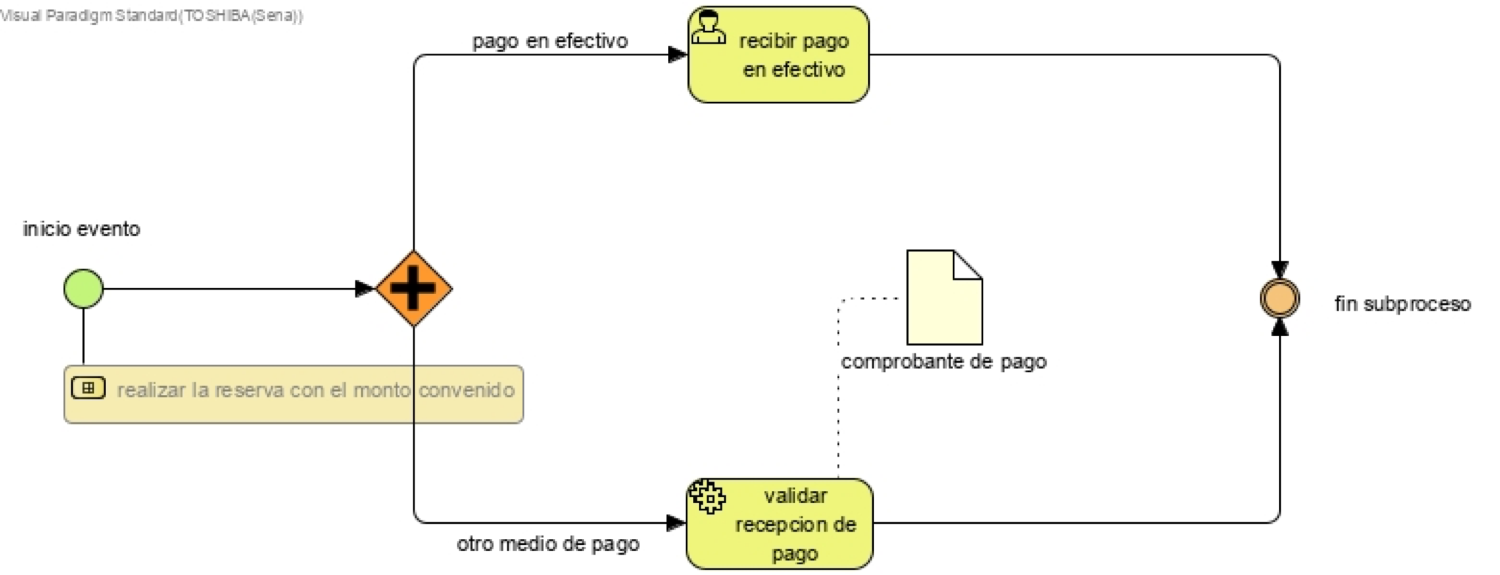 Visual Paradigm Standard(TOSHIBA(Sena))
pago en efectivo
recibir pago
en efectivo
inicio evento
fin subproceso
comprobante de pago
realizar la reserva con el monto convenido
validar
recepcion de
pago
otro medio de pago